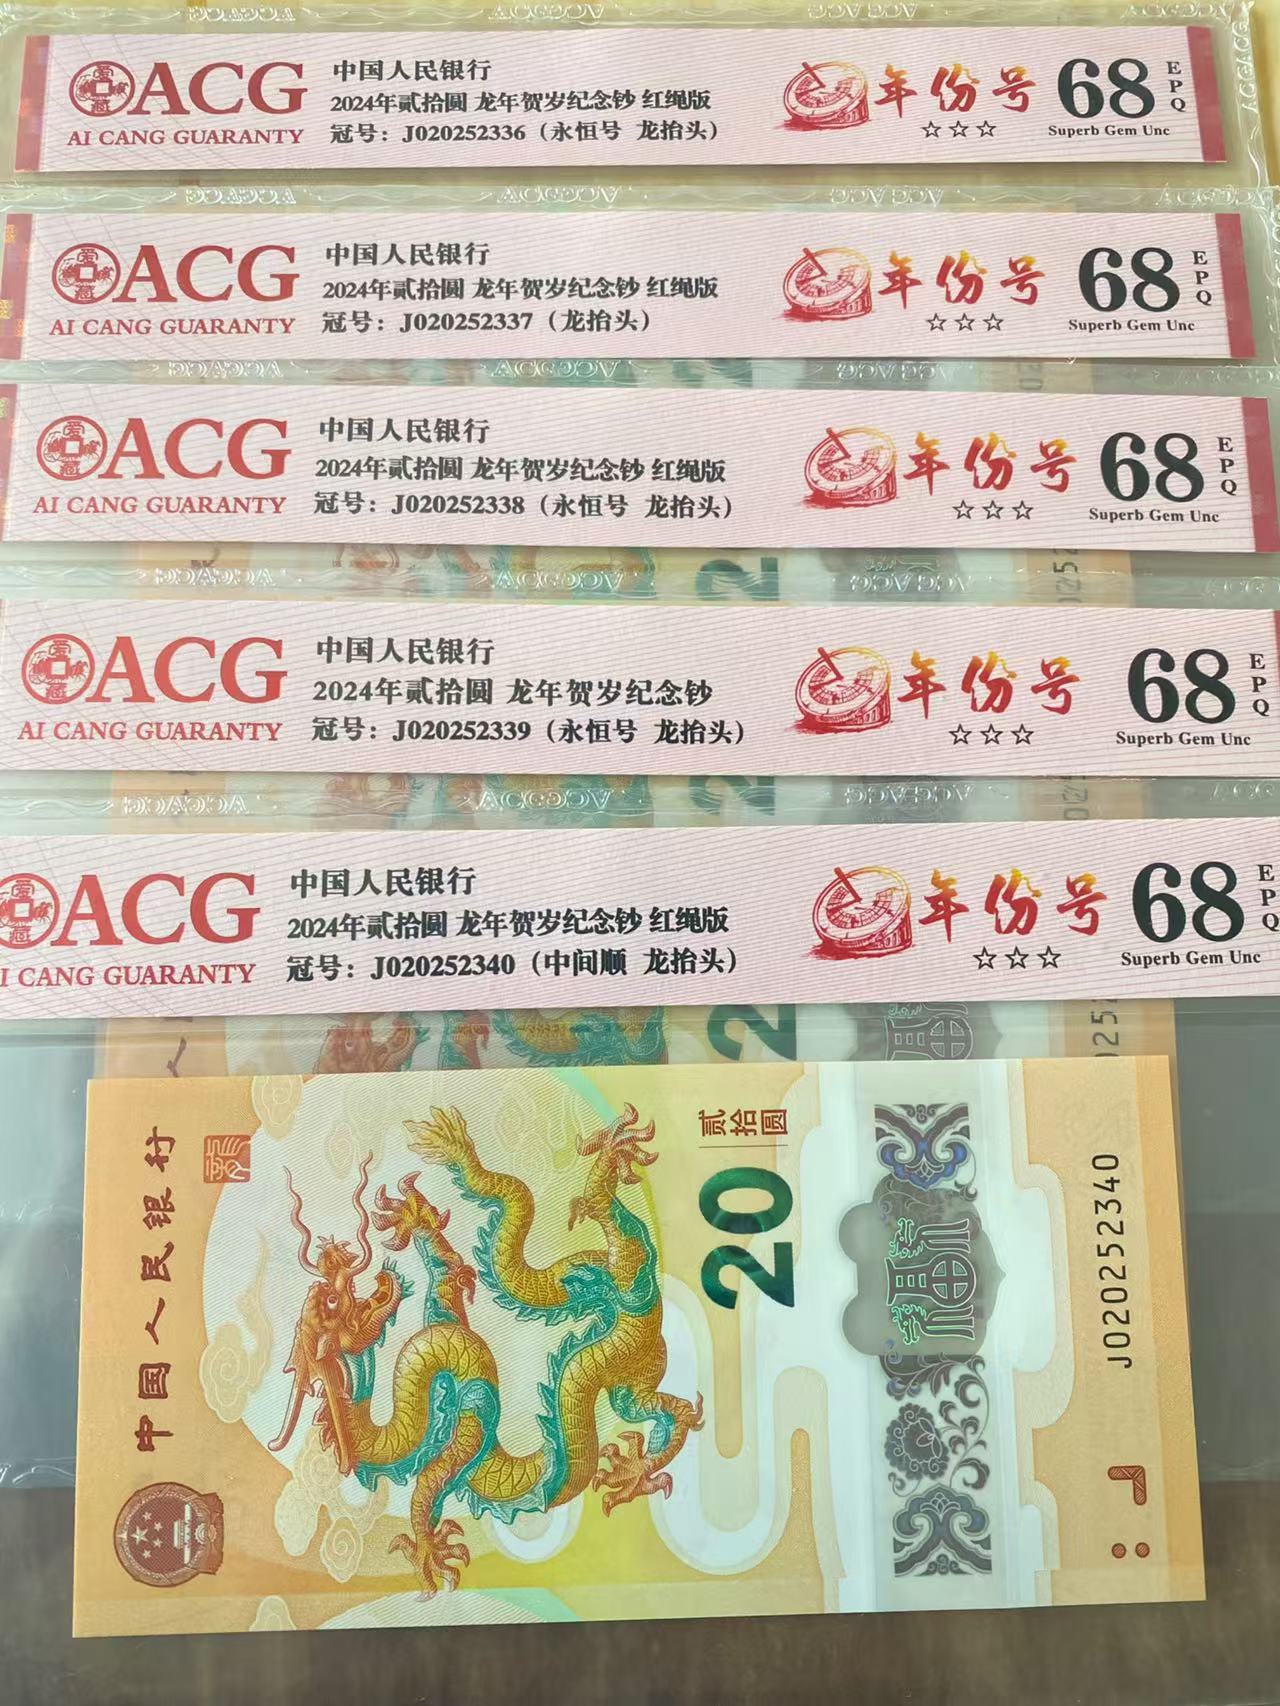 ACG
AI CANG GUARANTY
中国人民银行
2024年贰拾圆 龙年贺岁纪念钞 红绳版
冠号：J020252336（永恒号 龙抬头）
年份号
☆☆☆
68
EPQ
Superb Gem Unc
ACG
AI CANG GUARANTY
中国人民银行
2024年贰拾圆 龙年贺岁纪念钞 红绳版
冠号：J020252337（龙抬头）
年份号
☆☆☆
68
EPQ
Superb Gem Unc
ACG
AI CANG GUARANTY
中国人民银行
2024年贰拾圆 龙年贺岁纪念钞 红绳版
冠号：J020252338（永恒号 龙抬头）
年份号
☆☆☆
68
EPQ
Superb Gem Unc
ACG
AI CANG GUARANTY
中国人民银行
2024年贰拾圆 龙年贺岁纪念钞
冠号：J020252339（永恒号 龙抬头）
年份号
☆☆☆
68
EPQ
Superb Gem Unc
ACG
I CANG GUARANTY
中国人民银行
2024年贰拾圆 龙年贺岁纪念钞 红绳版
冠号：J020252340（中间顺 龙抬头）
年份号
☆☆☆
68
EPQ
Superb Gem Unc
中国人民银行
贰拾圆
20
J020252340